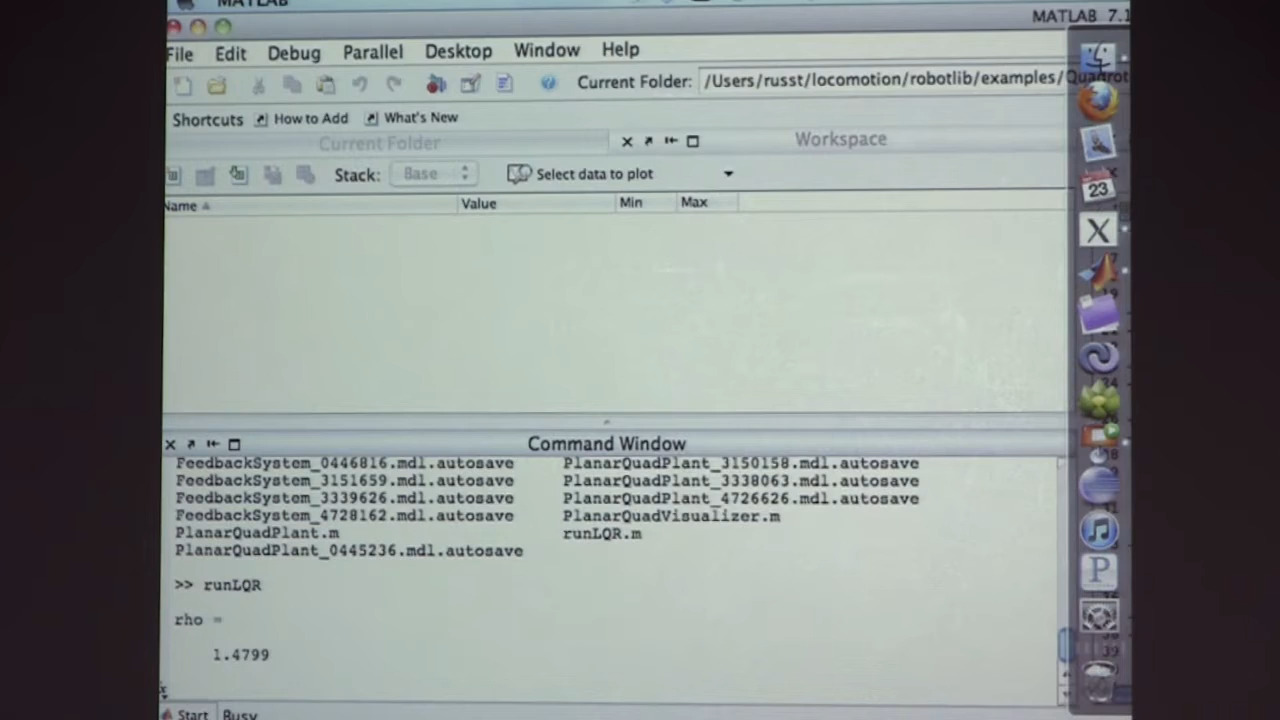 MATLAB
MATLAB 7.1
File Edit Debug Parallel Desktop Window Help
Current Folder: /Users/russt/locomotion/robotlib/examples/Quadrot
Shortcuts How to Add What's New
Current Folder
Workspace
Stack: Base Select data to plot
Name Value Min Max
23
X
Command Window
FeedbackSystem_0446816.mdl.autosave PlanarQuadPlant_3150158.mdl.autosave
FeedbackSystem_3151659.mdl.autosave PlanarQuadPlant_3338063.mdl.autosave
FeedbackSystem_3339626.mdl.autosave PlanarQuadPlant_4726626.mdl.autosave
FeedbackSystem_4728162.mdl.autosave PlanarQuadVisualizer.m
PlanarQuadPlant.m runLQR.m
PlanarQuadPlant_0445236.mdl.autosave
>> runLQR
P
rho =
1.4799
39
Start Busy